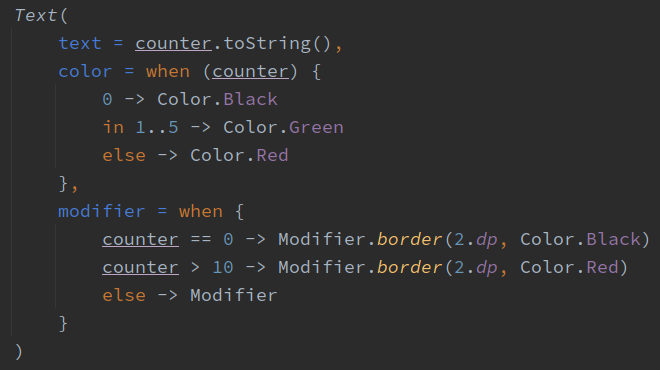 Text(
    text = counter.toString(),
    color = when (counter) {
        0 -> Color.Black
        in 1..5 -> Color.Green
        else -> Color.Red
    },
    modifier = when {
        counter == 0 -> Modifier.border(2.dp, Color.Black)
        counter > 10 -> Modifier.border(2.dp, Color.Red)
        else -> Modifier
    }
)